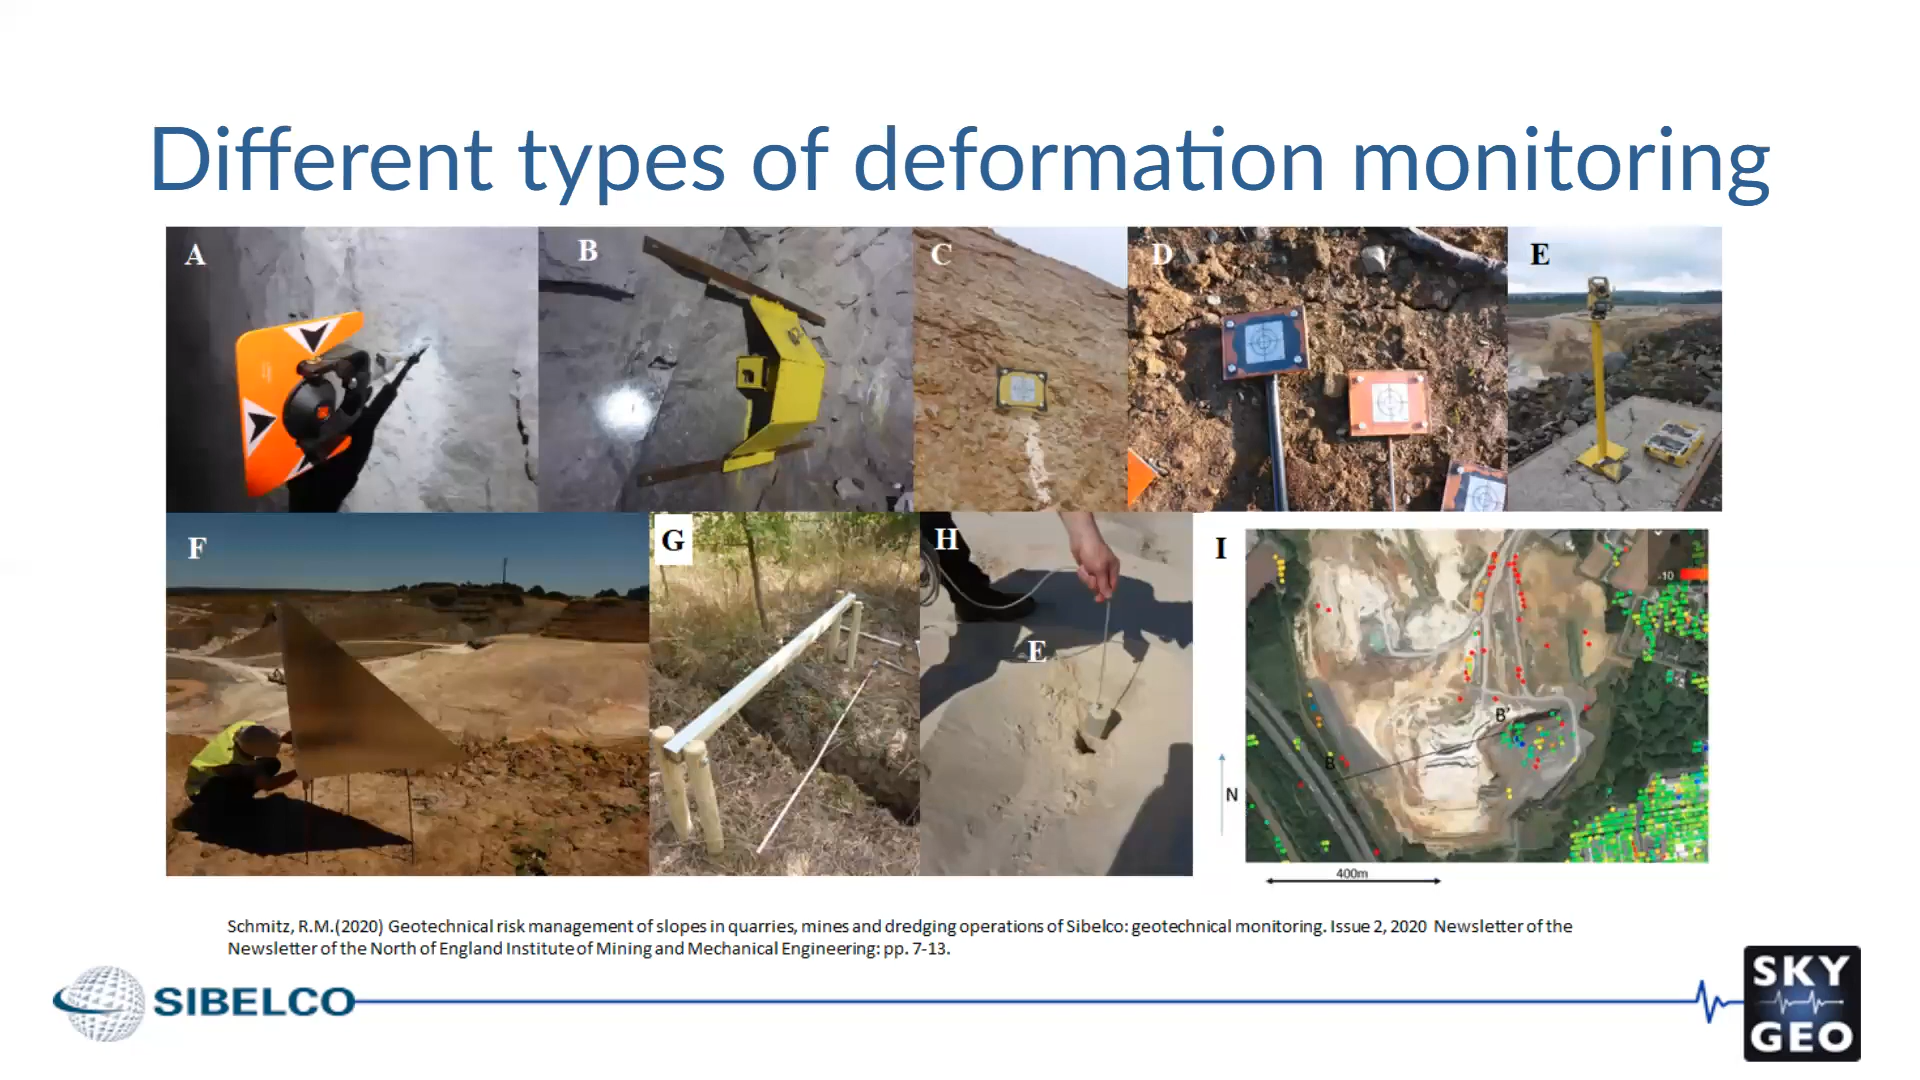 Different types of deformation monitoring
A
B
C
D
E
F
G
H
E
I
-10
B'
B
N
400m
Schmitz, R.M.(2020) Geotechnical risk management of slopes in quarries, mines and dredging operations of Sibelco: geotechnical monitoring. Issue 2, 2020 Newsletter of the
Newsletter of the North of England Institute of Mining and Mechanical Engineering: pp. 7-13.
SIBELCO
SKY
GEO